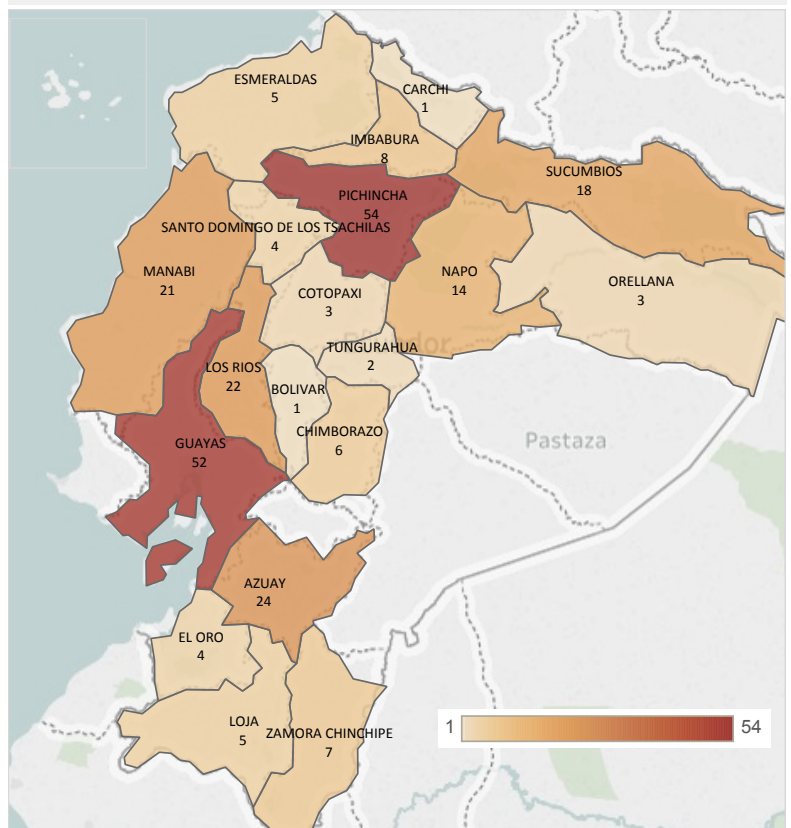 ESMERALDAS
5
CARCHI
1
IMBABURA
8
SUCUMBIOS
18
PICHINCHA
54
SANTO DOMINGO DE LOS TSACHILAS
4
MANABI
21
NAPO
14
ORELLANA
3
COTOPAXI
3
Ecuador
TUNGURAHUA
2
LOS RIOS
22
BOLIVAR
1
CHIMBORAZO
6
Pastaza
GUAYAS
52
AZUAY
24
EL ORO
4
LOJA
5
ZAMORA CHINCHIPE
7
1
54